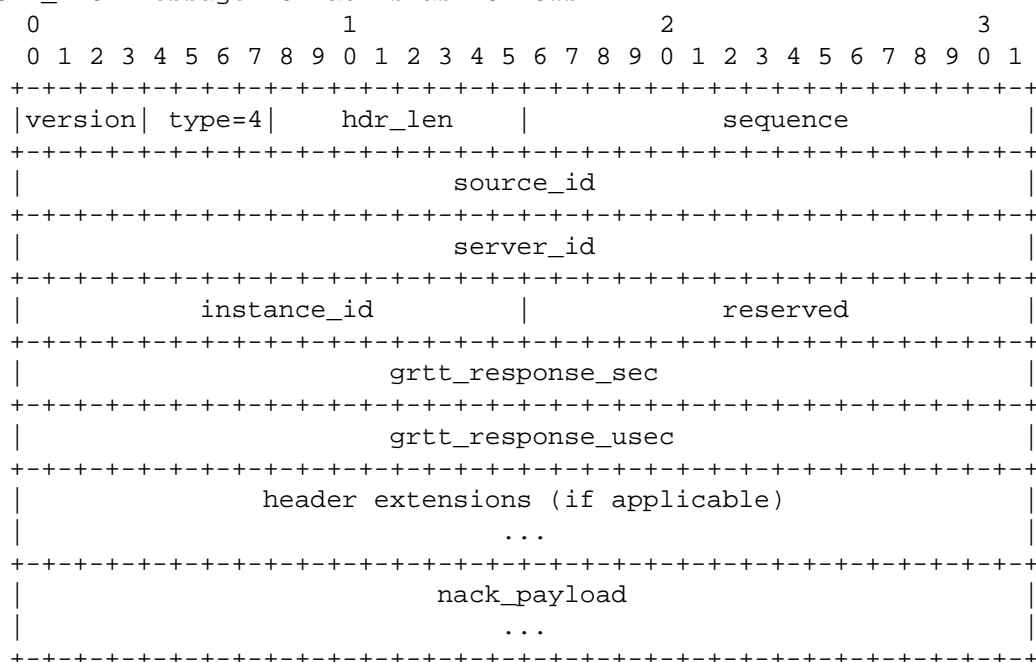 0                   1                   2                   3
0 1 2 3 4 5 6 7 8 9 0 1 2 3 4 5 6 7 8 9 0 1 2 3 4 5 6 7 8 9 0 1
+-+-+-+-+-+-+-+-+-+-+-+-+-+-+-+-+-+-+-+-+-+-+-+-+-+-+-+-+-+-+-+-+
|version| type=4| hdr_len | sequence |
+-+-+-+-+-+-+-+-+-+-+-+-+-+-+-+-+-+-+-+-+-+-+-+-+-+-+-+-+-+-+-+-+
| source_id |
+-+-+-+-+-+-+-+-+-+-+-+-+-+-+-+-+-+-+-+-+-+-+-+-+-+-+-+-+-+-+-+-+
| server_id |
+-+-+-+-+-+-+-+-+-+-+-+-+-+-+-+-+-+-+-+-+-+-+-+-+-+-+-+-+-+-+-+-+
| instance_id | reserved |
+-+-+-+-+-+-+-+-+-+-+-+-+-+-+-+-+-+-+-+-+-+-+-+-+-+-+-+-+-+-+-+-+
| grtt_response_sec |
+-+-+-+-+-+-+-+-+-+-+-+-+-+-+-+-+-+-+-+-+-+-+-+-+-+-+-+-+-+-+-+-+
| grtt_response_usec |
+-+-+-+-+-+-+-+-+-+-+-+-+-+-+-+-+-+-+-+-+-+-+-+-+-+-+-+-+-+-+-+-+
| header extensions (if applicable) |
| ... |
+-+-+-+-+-+-+-+-+-+-+-+-+-+-+-+-+-+-+-+-+-+-+-+-+-+-+-+-+-+-+-+-+
| nack_payload |
| ... |
+-+-+-+-+-+-+-+-+-+-+-+-+-+-+-+-+-+-+-+-+-+-+-+-+-+-+-+-+-+-+-+-+